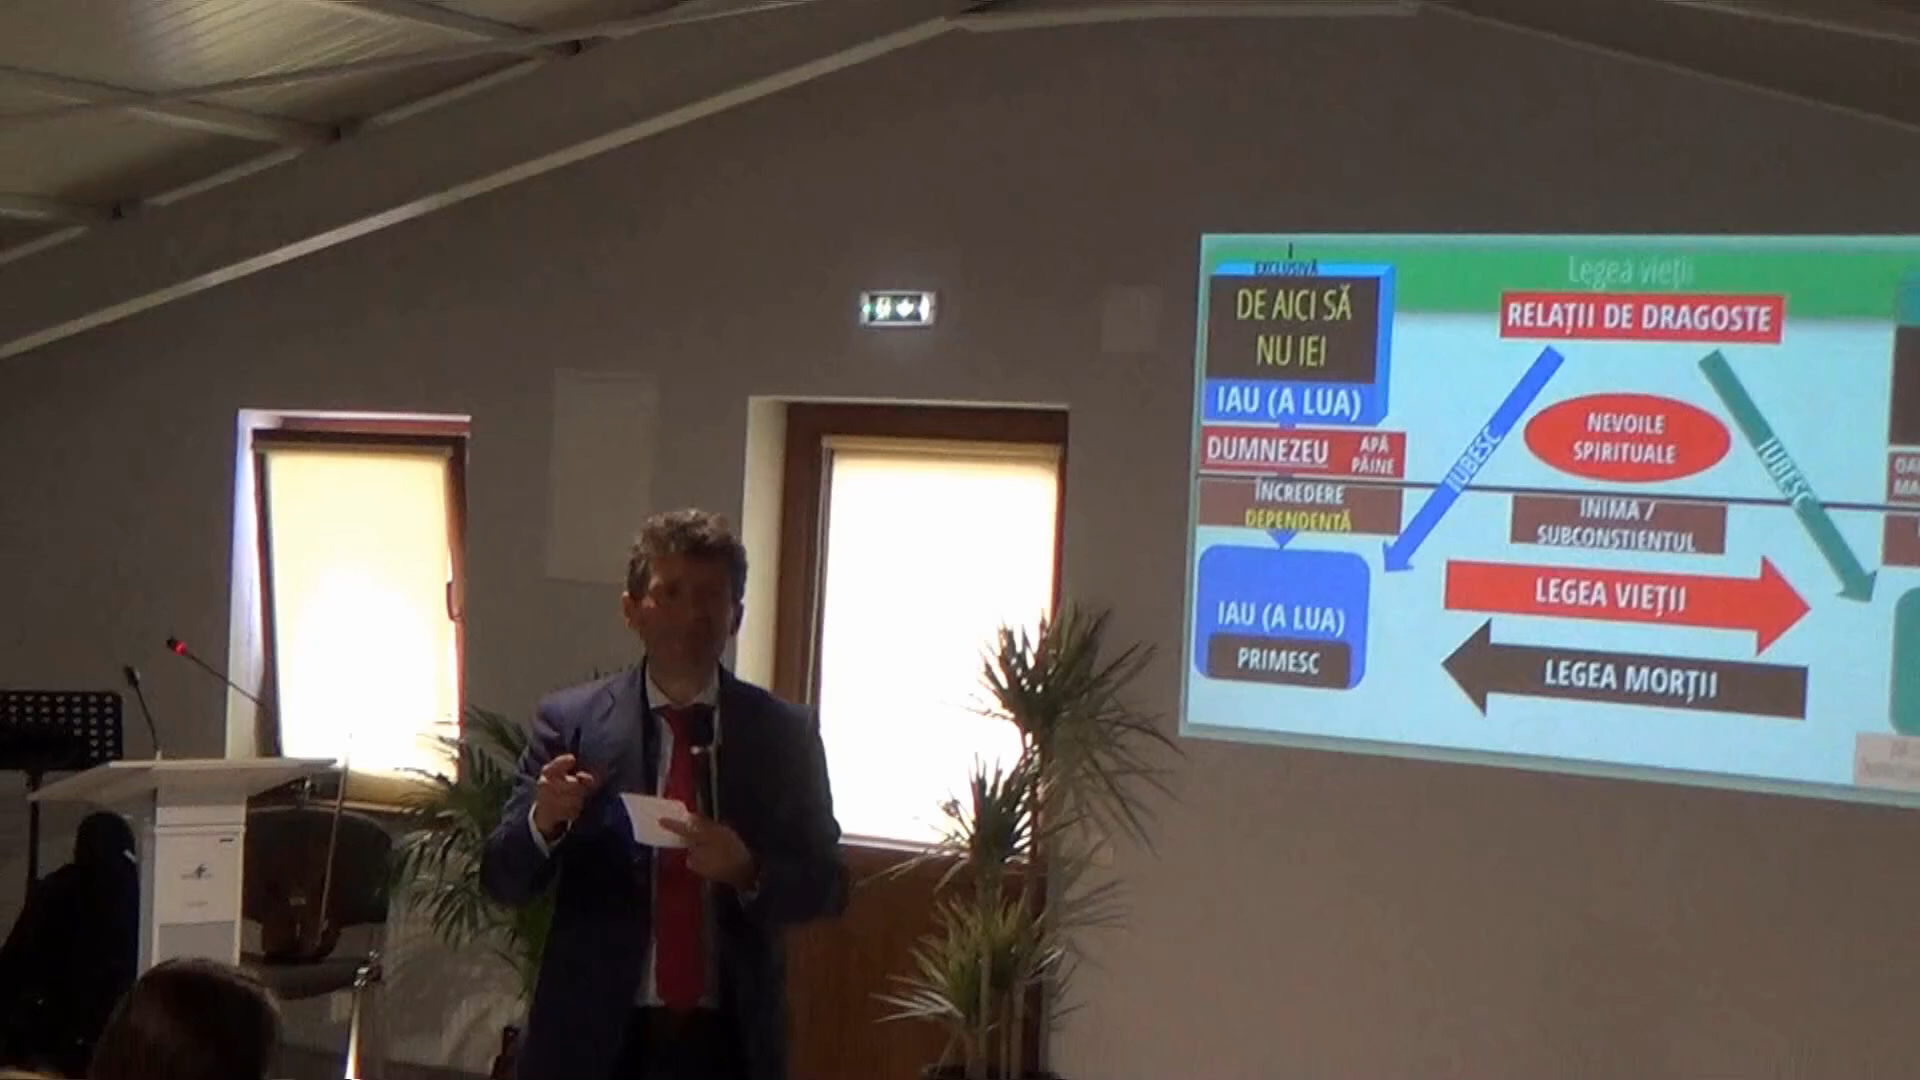 EXCLUSIVĂ
DE AICI SĂ
NU IEI
IAU (A LUA)
DUMNEZEU
APĂ
PÂINE
ÎNCREDERE
DEPENDENTĂ
IAU (A LUA)
PRIMESC
Legea vieții
RELAȚII DE DRAGOSTE
IUBESC
NEVOILE
SPIRITUALE
IUBESC
INIMA /
SUBCONȘTIENTUL
LEGEA VIEȚII
LEGEA MORȚII